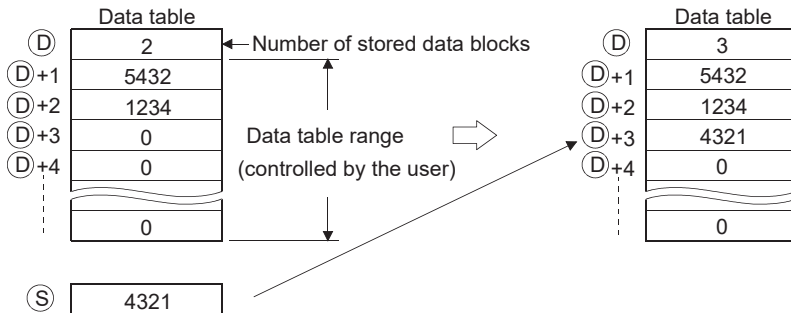 Data table
D 2
Number of stored data blocks
D+1 5432
D+2 1234
D+3 0
D+4 0
0
Data table range
(controlled by the user)
S 4321
Data table
D 3
D+1 5432
D+2 1234
D+3 4321
D+4 0
0